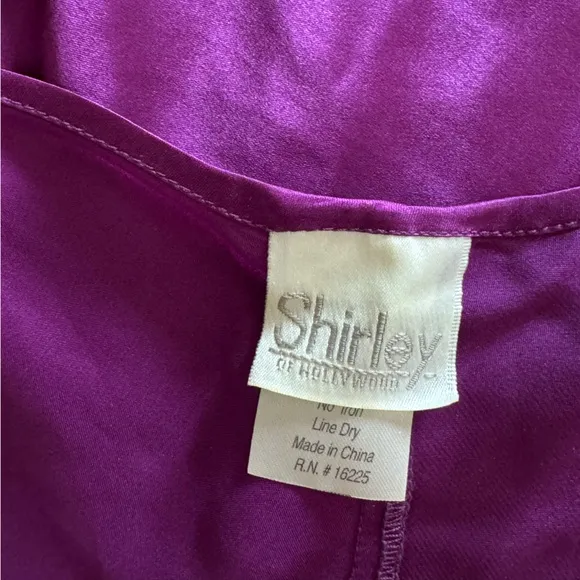 Shirley
OF HOLLYWOOD
No Iron
Line Dry
Made in China
R.N. # 16225